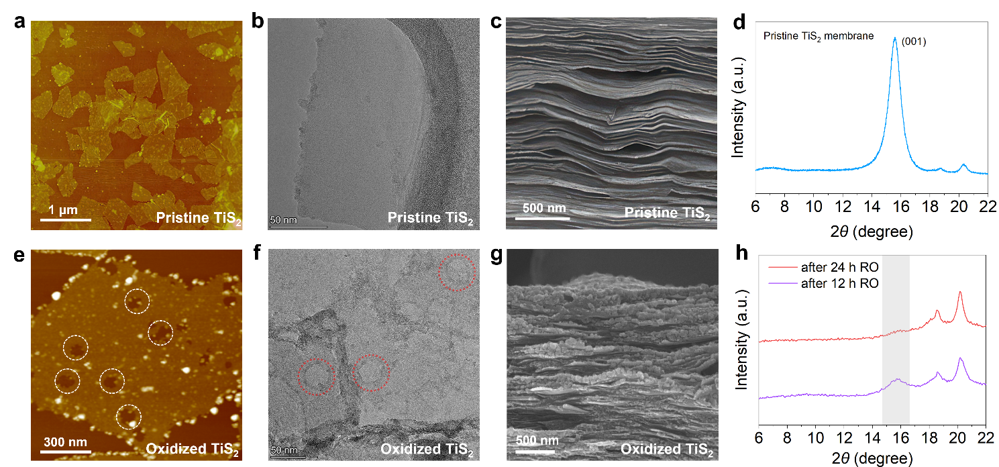 a
1 μm
Pristine TiS2
b
50 nm
Pristine TiS2
c
500 nm
Pristine TiS2
d
Pristine TiS2 membrane
(001)
Intensity (a.u.)
6 8 10 12 14 16 18 20 22
2θ (degree)
e
300 nm
Oxidized TiS2
f
50 nm
Oxidized TiS2
g
500 nm
Oxidized TiS2
h
after 24 h RO
after 12 h RO
Intensity (a.u.)
6 8 10 12 14 16 18 20 22
2θ (degree)